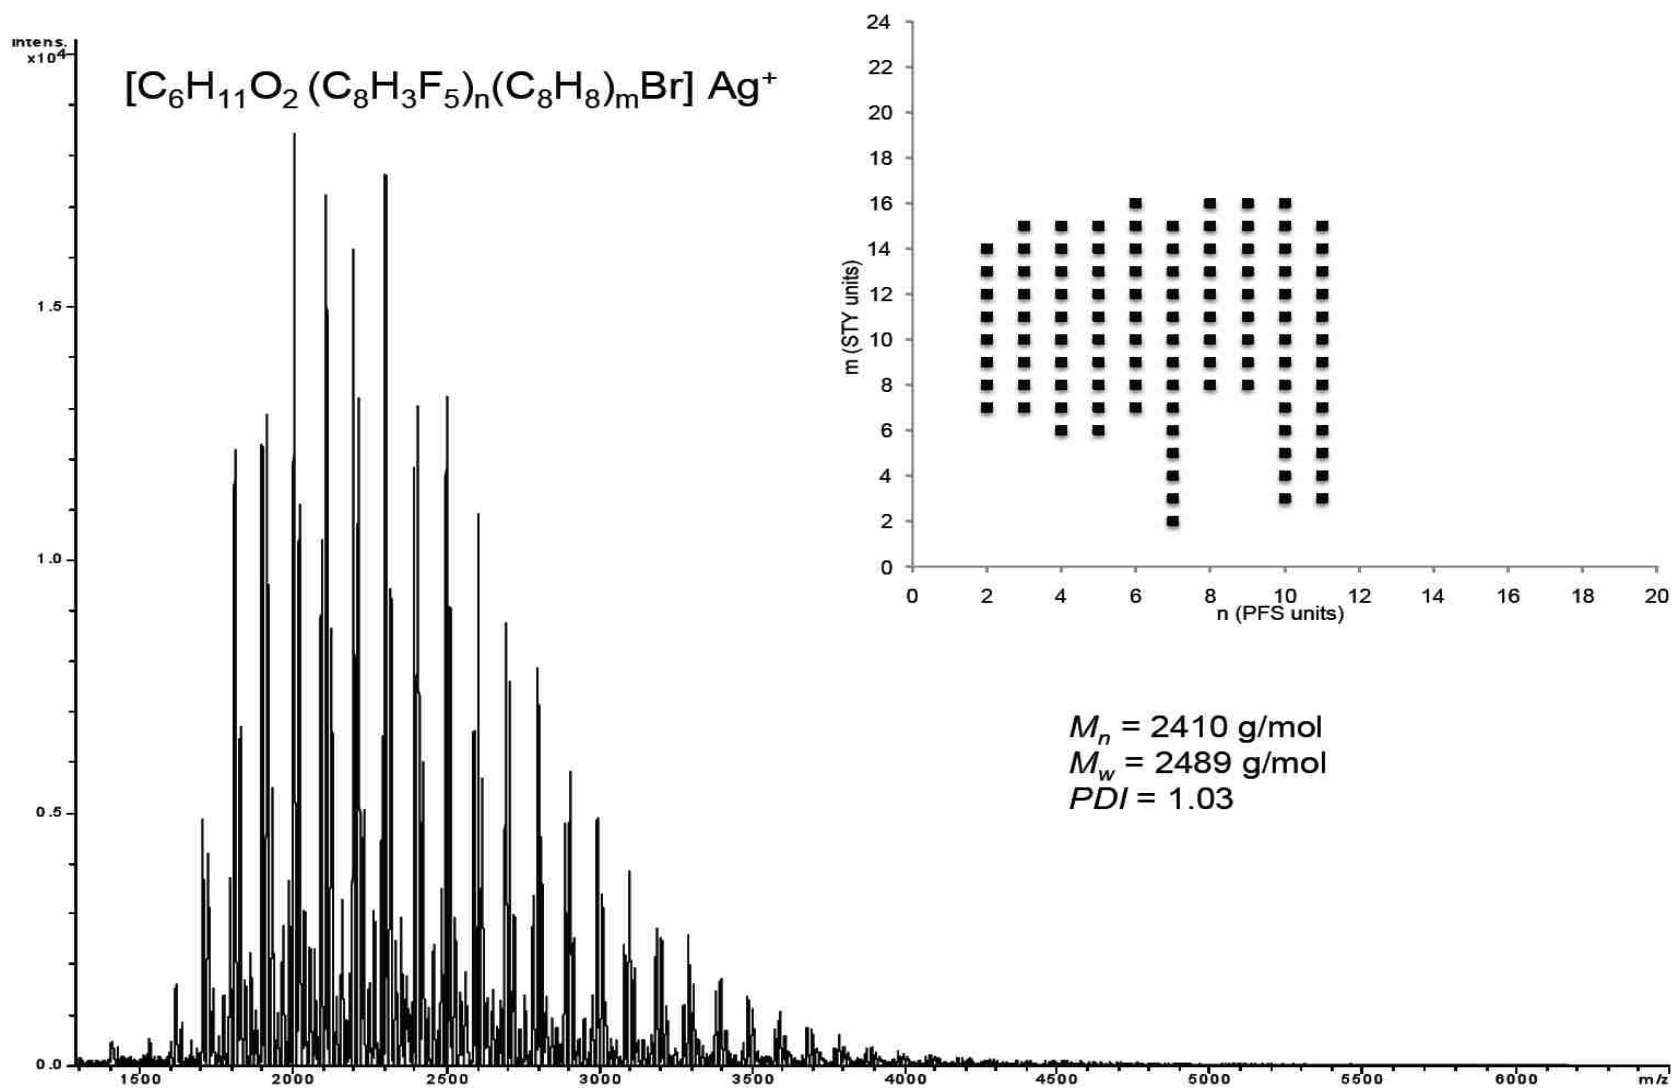 Intens.
x10⁴
[C₆H₁₁O₂ (C₈H₃F₅)ₙ(C₈H₈)ₘBr] Ag⁺
1.5
1.0
0.5
0.0
1500
2000
2500
3000
3500
4000
4500
5000
5500
6000
m/z
24
22
20
18
16
14
12
10
8
6
4
2
0
m (STY units)
0 2 4 6 8 10 12 14 16 18 20
n (PFS units)
Mₙ = 2410 g/mol
M_w = 2489 g/mol
PDI = 1.03